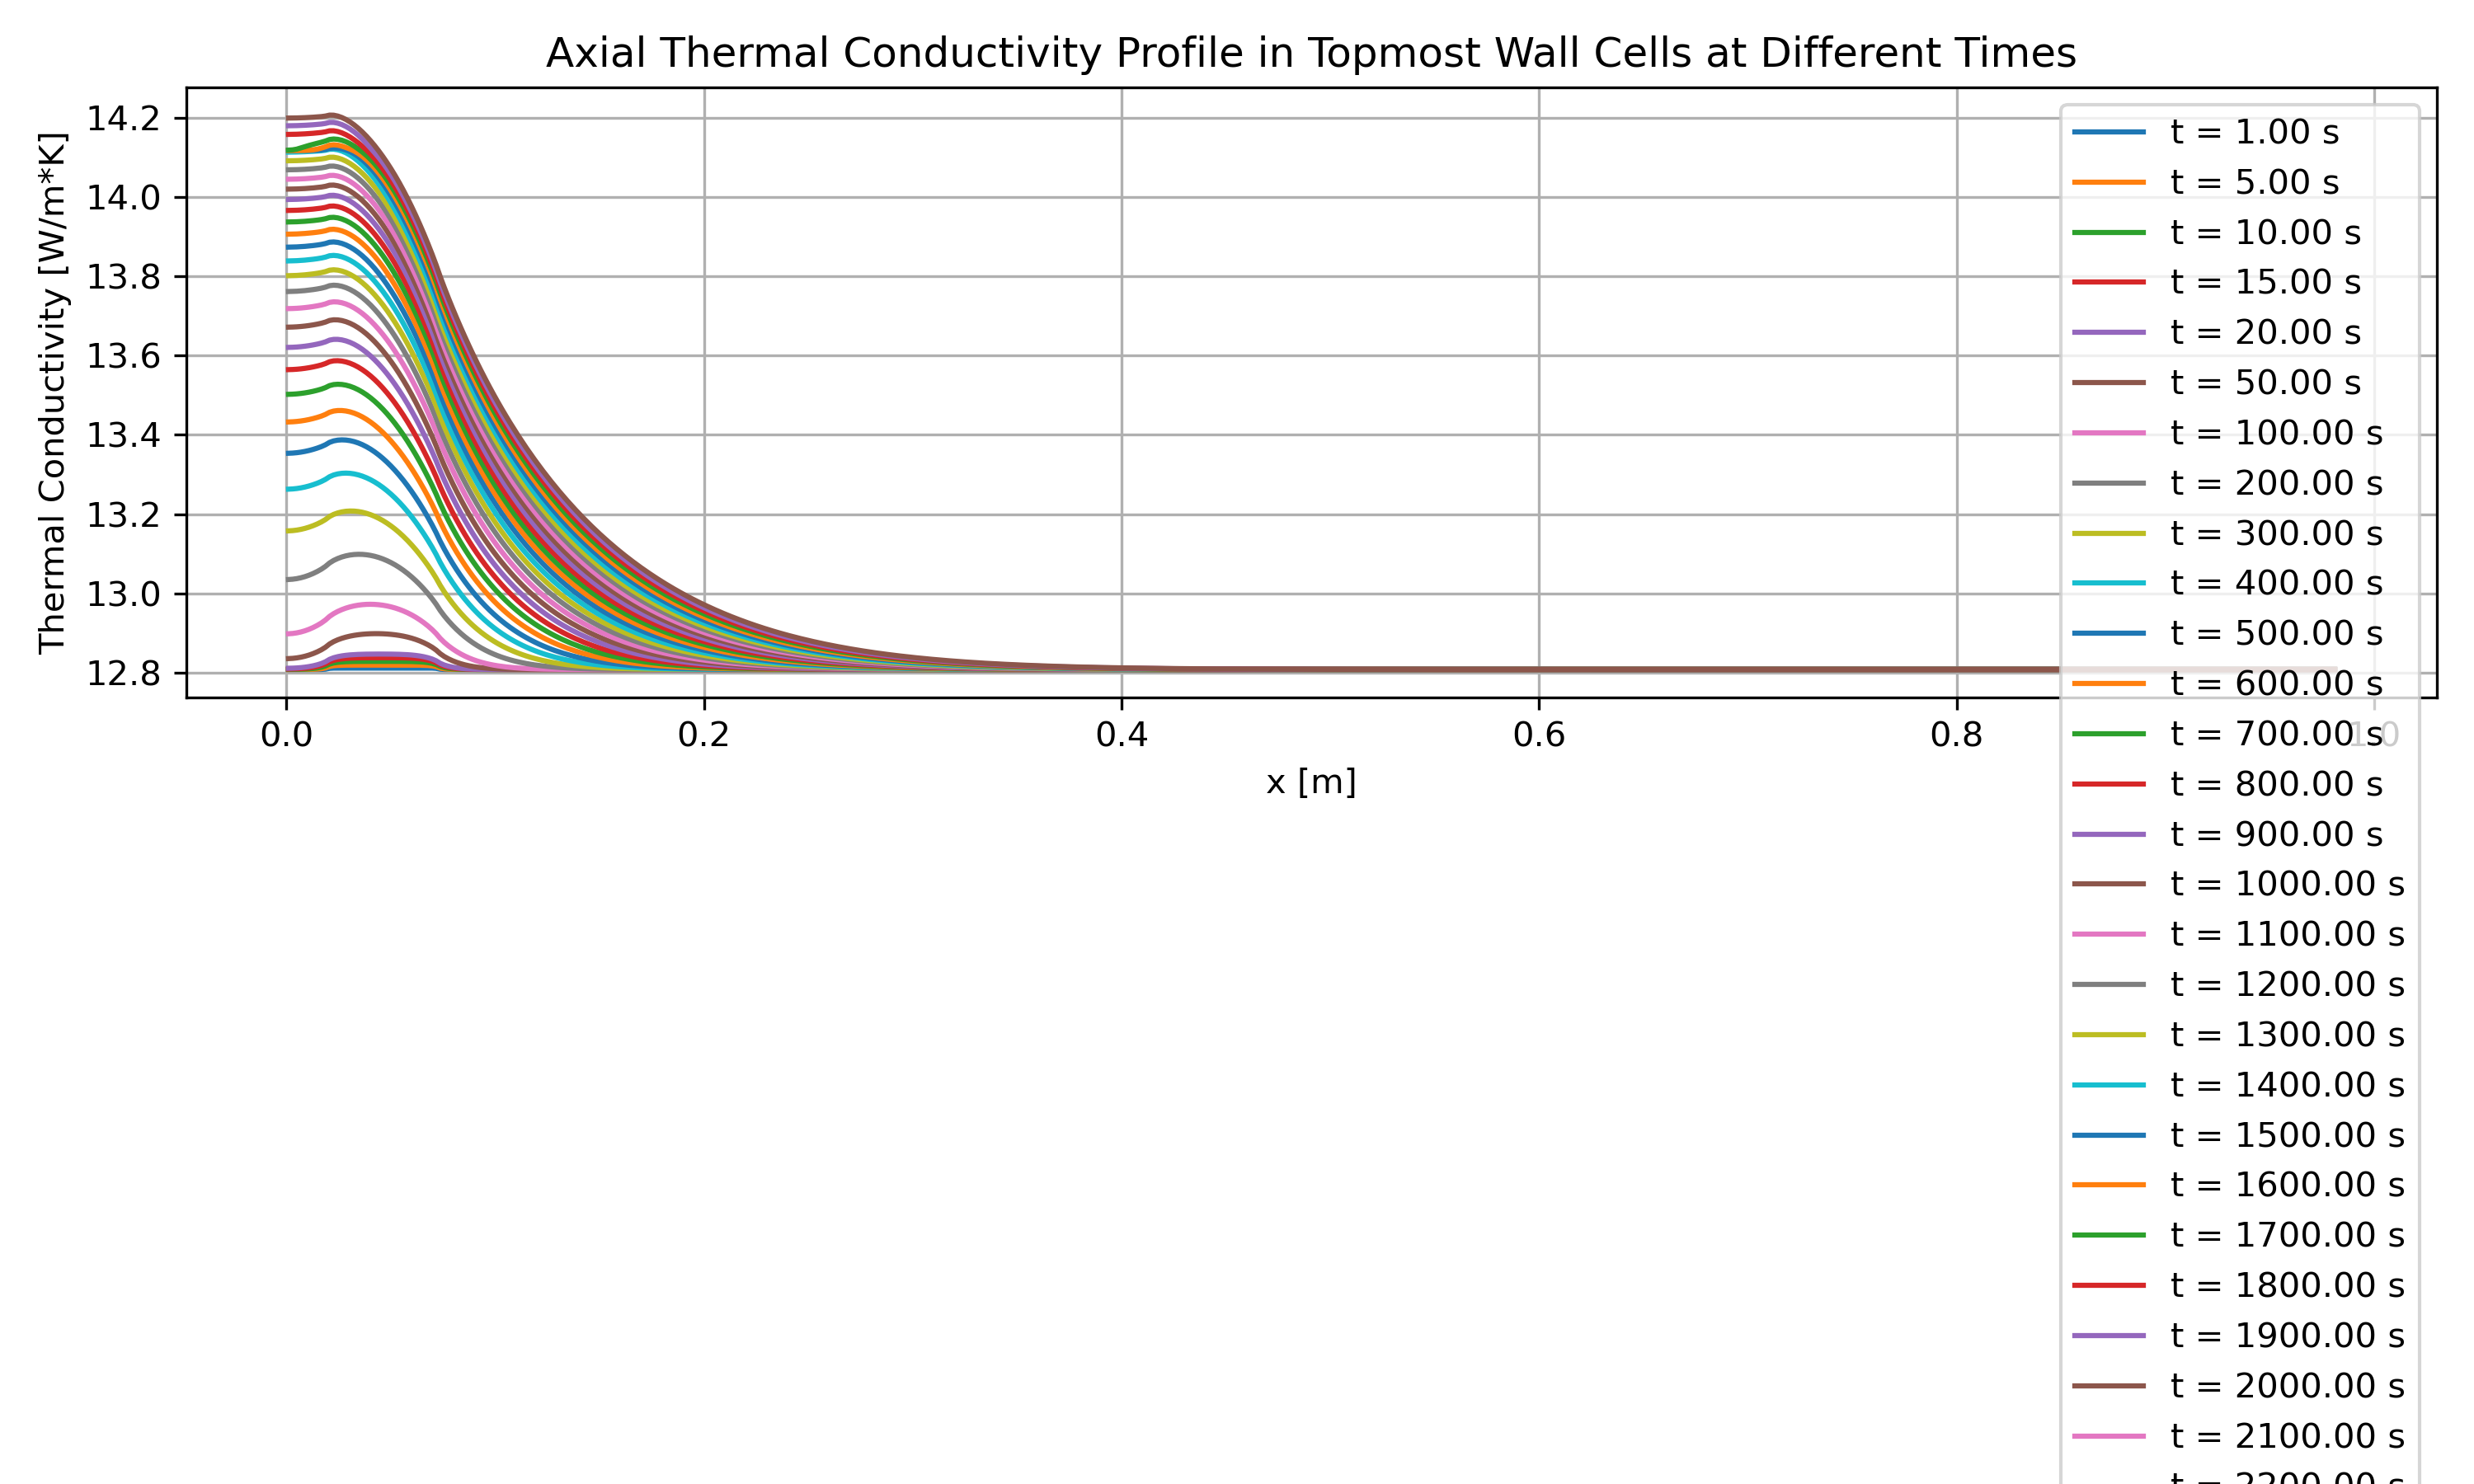 Axial Thermal Conductivity Profile in Topmost Wall Cells at Different Times
Thermal Conductivity [W/m*K]
14.2
14.0
13.8
13.6
13.4
13.2
13.0
12.8
0.0
0.2
0.4
0.6
0.8
1.0
x [m]
t = 1.00 s
t = 5.00 s
t = 10.00 s
t = 15.00 s
t = 20.00 s
t = 50.00 s
t = 100.00 s
t = 200.00 s
t = 300.00 s
t = 400.00 s
t = 500.00 s
t = 600.00 s
t = 700.00 s
t = 800.00 s
t = 900.00 s
t = 1000.00 s
t = 1100.00 s
t = 1200.00 s
t = 1300.00 s
t = 1400.00 s
t = 1500.00 s
t = 1600.00 s
t = 1700.00 s
t = 1800.00 s
t = 1900.00 s
t = 2000.00 s
t = 2100.00 s
t = 2200.00 s